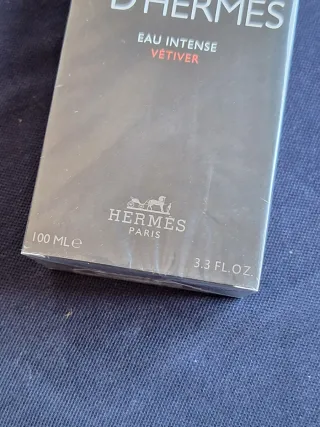 D'HERMÈS
EAU INTENSE
VÉTIVER
HERMÈS
PARIS
100 ML e
3.3 FL.OZ.